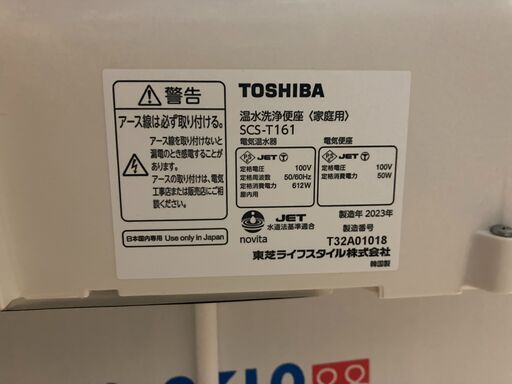 警告
アース線は必ず取り付ける。
アース線を取り付けないと
漏電のとき感電することが
あります。
アースの取り付けは、電気
工事店または販売店にご相
談ください。
日本国内専用 Use only in Japan
TOSHIBA
温水洗浄便座〈家庭用〉
SCS-T161
電気温水器
PS E JET T
定格電圧 100V
定格周波数 50/60Hz
定格消費電力 612W
屋内用
電気便座
PS E JET T
定格電圧 100V
定格消費電力 50W
novita
JET
水道法基準適合
製造年 2023年
製造番号
T32A01018
東芝ライフスタイル株式会社
韓国製